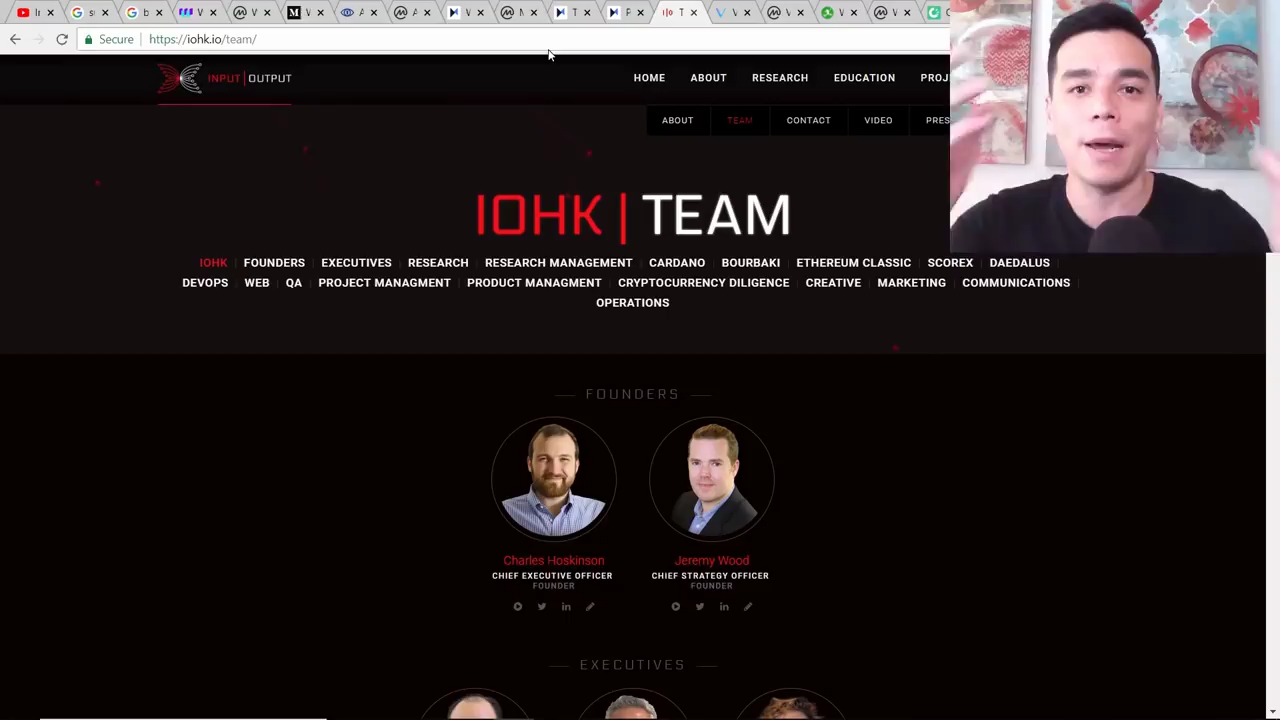 Secure
https://iohk.io/team/
INPUT | OUTPUT
HOME ABOUT RESEARCH EDUCATION PROJ
ABOUT TEAM CONTACT VIDEO PRES
IOHK | TEAM
IOHK | FOUNDERS | EXECUTIVES | RESEARCH | RESEARCH MANAGEMENT | CARDANO | BOURBAKI | ETHEREUM CLASSIC | SCOREX | DAEDALUS |
DEVOPS | WEB | QA | PROJECT MANAGMENT | PRODUCT MANAGMENT | CRYPTOCURRENCY DILIGENCE | CREATIVE | MARKETING | COMMUNICATIONS |
OPERATIONS
FOUNDERS
Charles Hoskinson
CHIEF EXECUTIVE OFFICER
FOUNDER
Jeremy Wood
CHIEF STRATEGY OFFICER
FOUNDER
EXECUTIVES